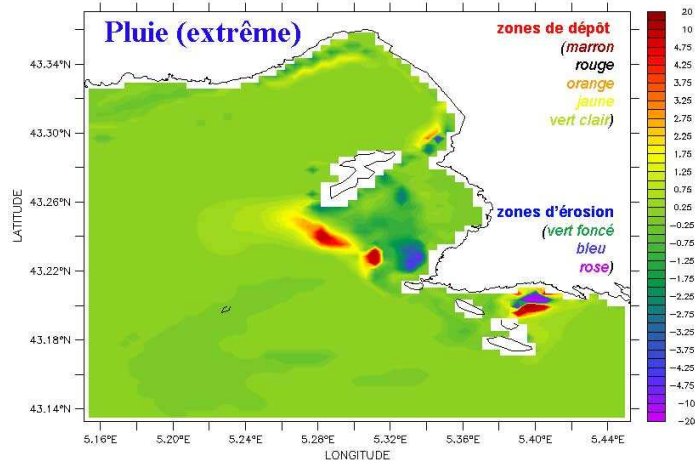 Pluie (extrême)
zones de dépôt
(marron
rouge
orange
jaune
vert clair)
zones d'érosion
(vert foncé
bleu
rose)
LATITUDE
43.34°N
43.30°N
43.26°N
43.22°N
43.18°N
43.14°N
5.16°E
5.20°E
5.24°E
5.28°E
5.32°E
5.36°E
5.40°E
5.44°E
LONGITUDE
20
10
4.75
4.25
3.75
3.25
2.75
2.25
1.75
1.25
0.75
0.25
−0.25
−0.75
−1.25
−1.75
−2.25
−2.75
−3.25
−3.75
−4.25
−4.75
−10
−20